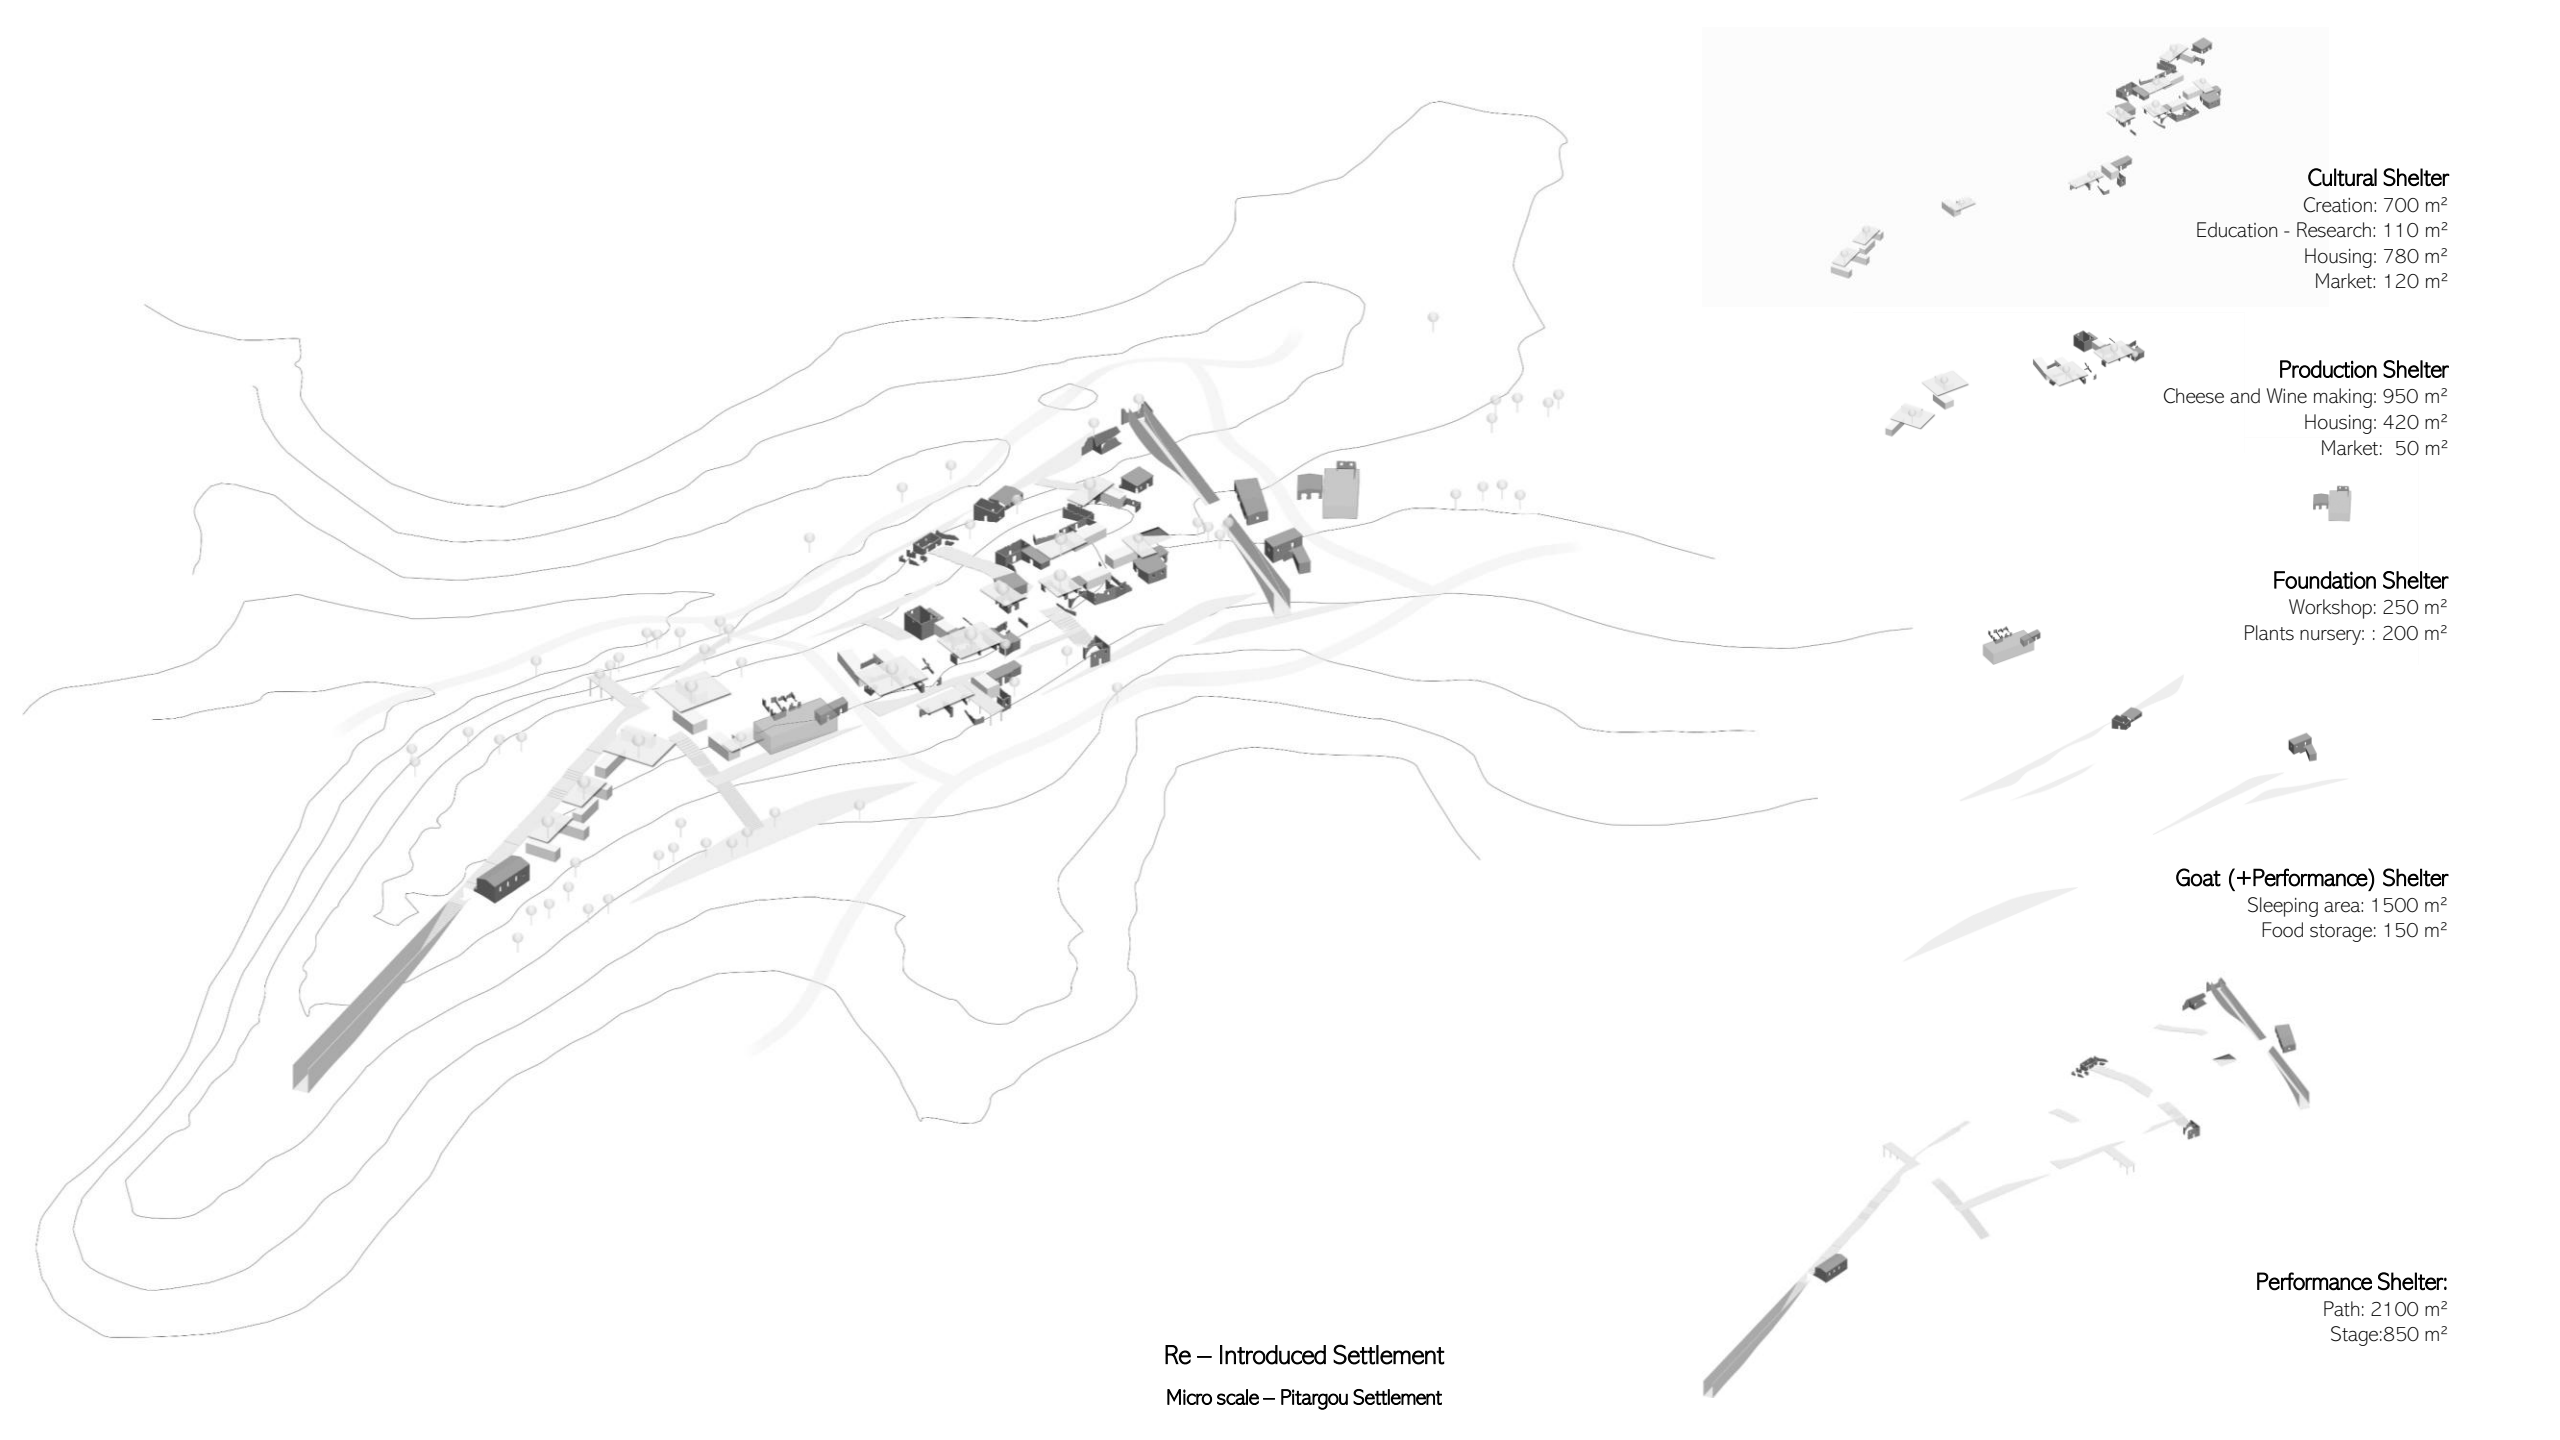 Cultural Shelter
Creation: 700 m²
Education - Research: 110 m²
Housing: 780 m²
Market: 120 m²
Production Shelter
Cheese and Wine making: 950 m²
Housing: 420 m²
Market:  50 m²
Foundation Shelter
Workshop: 250 m²
Plants nursery: : 200 m²
Goat (+Performance) Shelter
Sleeping area: 1500 m²
Food storage: 150 m²
Performance Shelter:
Path: 2100 m²
Stage:850 m²
Re – Introduced Settlement
Micro scale – Pitargou Settlement